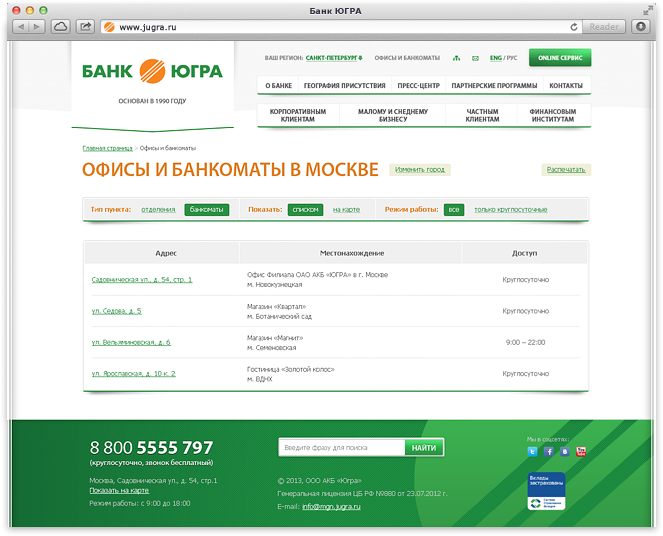 Банк ЮГРА
www.jugra.ru
Reader
БАНК ЮГРА
ОСНОВАН В 1990 ГОДУ
ВАШ РЕГИОН: САНКТ-ПЕТЕРБУРГ
ОФИСЫ И БАНКОМАТЫ
ENG / РУС
ONLINE СЕРВИС
О БАНКЕ ГЕОГРАФИЯ ПРИСУТСТВИЯ ПРЕСС-ЦЕНТР ПАРТНЕРСКИЕ ПРОГРАММЫ КОНТАКТЫ
КОРПОРАТИВНЫМ КЛИЕНТАМ
МАЛОМУ И СНЕДНЕМУ БИЗНЕСУ
ЧАСТНЫМ КЛИЕНТАМ
ФИНАНСОВЫМ ИНСТИТУТАМ
Главная страница > Офисы и банкоматы
ОФИСЫ И БАНКОМАТЫ В МОСКВЕ Изменить город Распечатать
Тип пункта: отделения банкоматы Показать: списком на карте Режим работы: все только круглосуточные
Адрес Местонахождение Доступ
Садовническая ул., д. 54, стр. 1
Офис Филиала ОАО АКБ «ЮГРА» в г. Москве
м. Новокузнецкая
Круглосуточно
ул. Седова, д. 5
Магазин «Квартал»
м. Ботанический сад
Круглосуточно
ул. Вельяминовская, д. 6
Магазин «Магнит»
м. Семеновская
9:00 – 22:00
ул. Ярославская, д. 10 к. 2
Гостиница «Золотой колос»
м. ВДНХ
Круглосуточно
8 800 5555 797
(круглосуточно, звонок бесплатный)
Москва, Садовническая ул., д. 54, стр.1
Показать на карте
Режим работы: с 9:00 до 18:00
Введите фразу для поиска НАЙТИ
© 2013, ООО АКБ «Югра»
Генеральная лицензия ЦБ РФ №9880 от 23.07.2012 г.
E-mail: info@mgn.jugra.ru
Мы в соцсетях:
Вклады
застрахованы